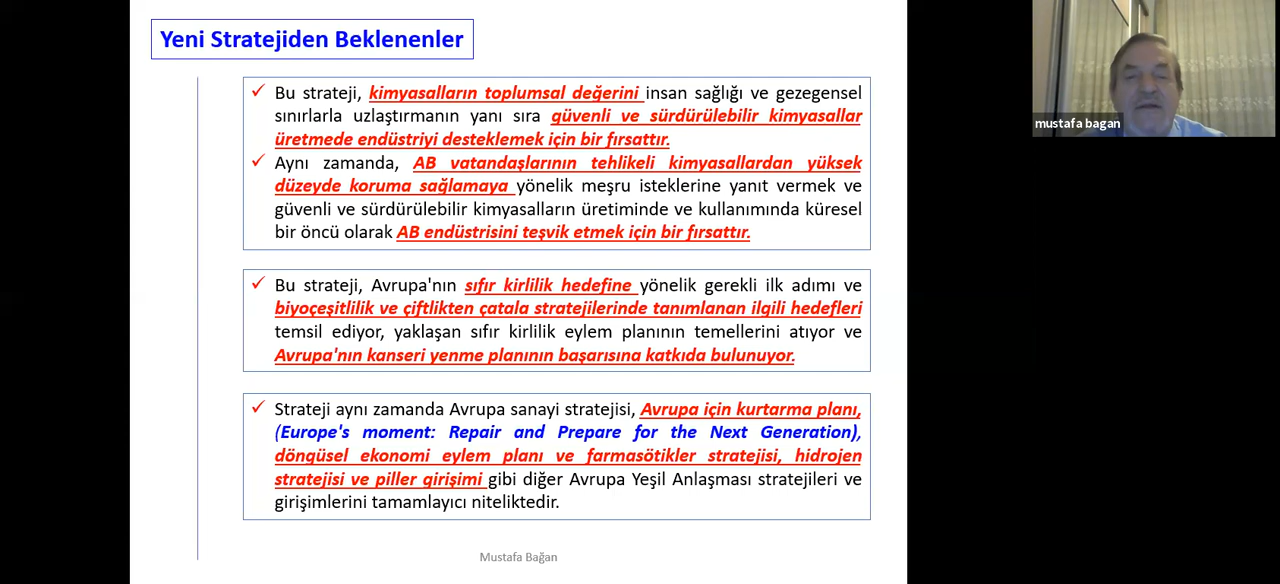 Yeni Stratejiden Beklenenler
✓ Bu strateji, kimyasalların toplumsal değerini insan sağlığı ve gezegensel
sınırlarla uzlaştırmanın yanı sıra güvenli ve sürdürülebilir kimyasallar
üretmede endüstriyi desteklemek için bir fırsattır.
✓ Aynı zamanda, AB vatandaşlarının tehlikeli kimyasallardan yüksek
düzeyde koruma sağlamaya yönelik meşru isteklerine yanıt vermek ve
güvenli ve sürdürülebilir kimyasalların üretiminde ve kullanımında küresel
bir öncü olarak AB endüstrisini teşvik etmek için bir fırsattır.
✓ Bu strateji, Avrupa'nın sıfır kirlilik hedefine yönelik gerekli ilk adımı ve
biyoçeşitlilik ve çiftlikten çatala stratejilerinde tanımlanan ilgili hedefleri
temsil ediyor, yaklaşan sıfır kirlilik eylem planının temellerini atıyor ve
Avrupa'nın kanseri yenme planının başarısına katkıda bulunuyor.
✓ Strateji aynı zamanda Avrupa sanayi stratejisi, Avrupa için kurtarma planı,
(Europe's moment: Repair and Prepare for the Next Generation),
döngüsel ekonomi eylem planı ve farmasötikler stratejisi, hidrojen
stratejisi ve piller girişimi gibi diğer Avrupa Yeşil Anlaşması stratejileri ve
girişimlerini tamamlayıcı niteliktedir.
Mustafa Bağan
mustafa bagan